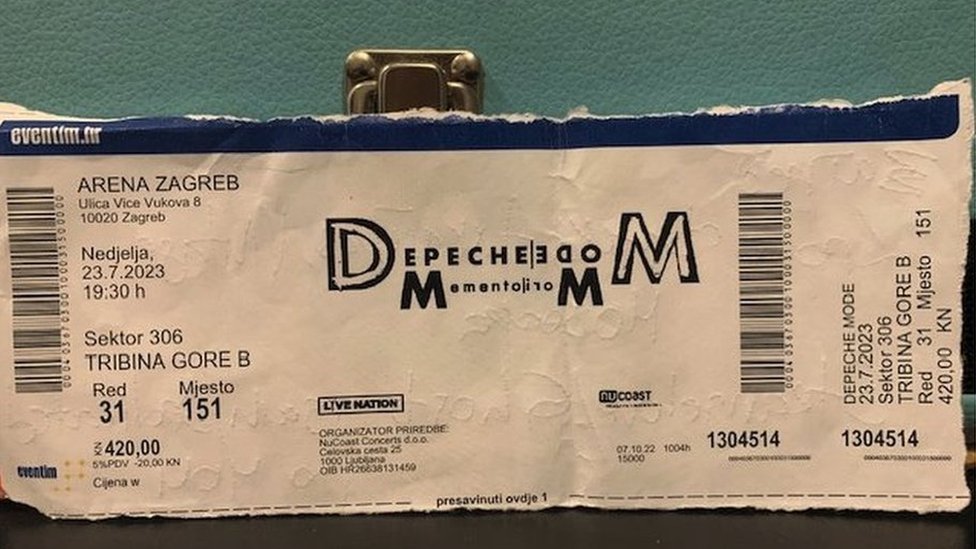 eventim.hr
ARENA ZAGREB
Ulica Vice Vukova 8
10020 Zagreb
Nedjelja,
23.7.2023
19:30 h
Sektor 306
TRIBINA GORE B
Red Mjesto
31 151
KN 420,00
5%PDV -20,00 KN
Cijena w
eventim
DEPECHE MODE
Memento Mori
LIVE NATION
ORGANIZATOR PRIREDBE:
NuCoast Concerts d.o.o.
Celovska cesta 25
1000 Ljubljana
OIB HR26638131459
nuCOAST
07.10.22 1004h
15000
1304514
presavinuti ovdje 1
DEPECHE MODE
23.7.2023
Sektor 306
TRIBINA GORE B
Red 31 Mjesto 151
420,00 KN
1304514